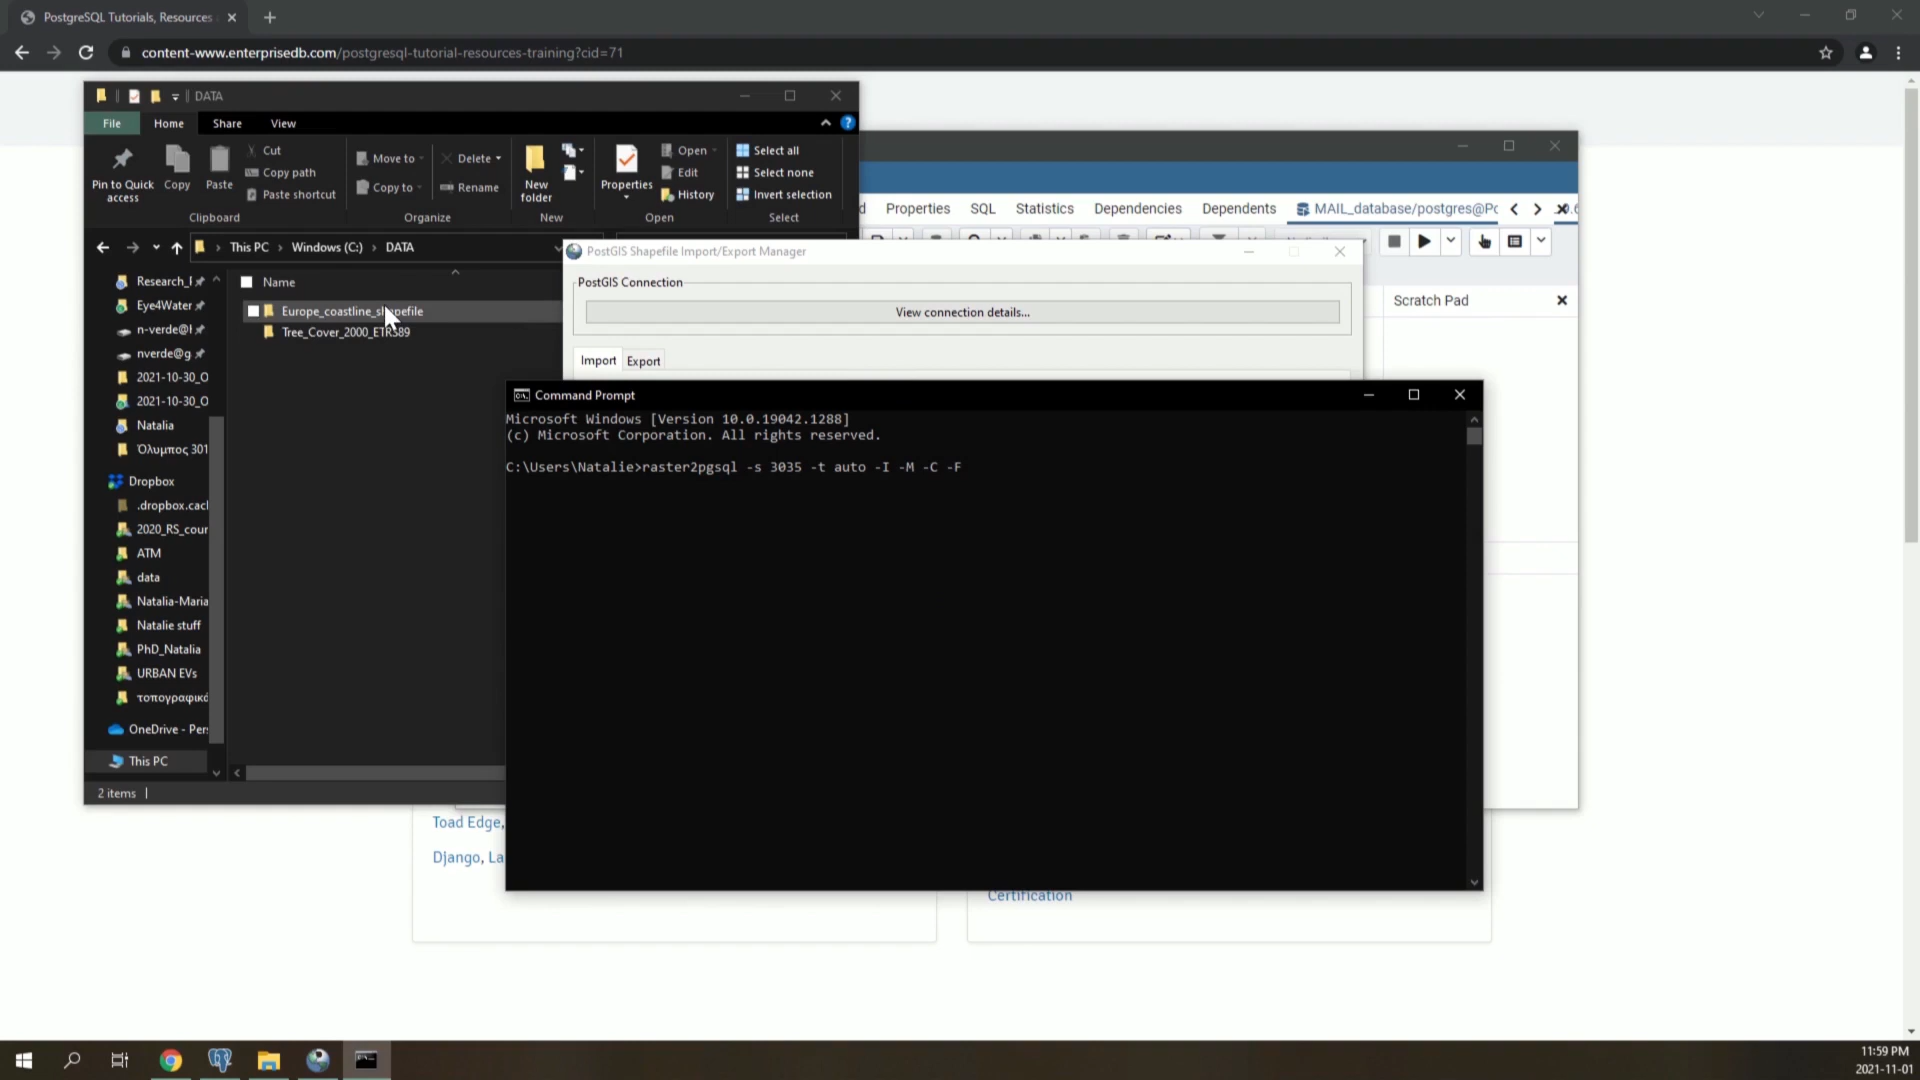 PostgreSQL Tutorials, Resources
content-www.enterprisedb.com/postgresql-tutorial-resources-training?cid=71
DATA
File Home Share View
Pin to Quick access
Copy
Paste
Cut
Copy path
Paste shortcut
Clipboard
Move to
Copy to
Delete
Rename
Organize
New folder
New
Properties
Open
Edit
History
Open
Select all
Select none
Invert selection
Select
Properties SQL Statistics Dependencies Dependents MAIL_database/postgres@Po
This PC > Windows (C:) > DATA
Scratch Pad
Research_
Eye4Water
n-verde@
nverde@g
2021-10-30_O
2021-10-30_O
Natalia
Όλυμπος 301
Dropbox
.dropbox.cacl
2020_RS_cour
ATM
data
Natalia-Maria
Natalie stuff
PhD_Natalia
URBAN EVs
τοπογραφικά
OneDrive - Per
This PC
2 items
Name
Europe_coastline_shapefile
Tree_Cover_2000_ETRS89
PostGIS Shapefile Import/Export Manager
PostGIS Connection
View connection details...
Import Export
Command Prompt
Microsoft Windows [Version 10.0.19042.1288]
(c) Microsoft Corporation. All rights reserved.
C:\Users\Natalie>raster2pgsql -s 3035 -t auto -I -M -C -F
Toad Edge,
Django, La
Certification
11:59 PM
2021-11-01